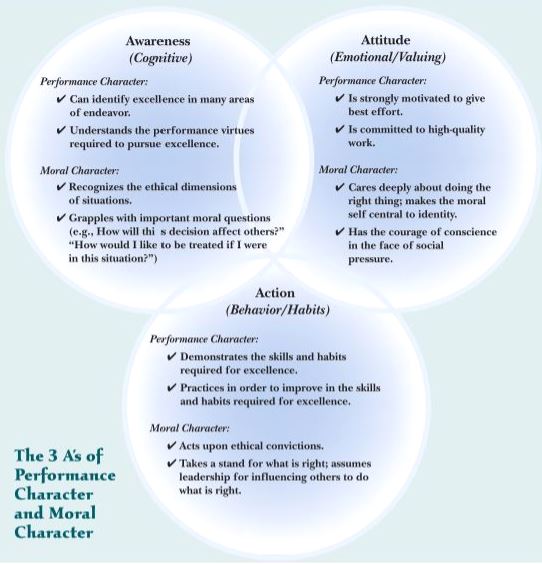 Awareness
(Cognitive)
Performance Character:
✔ Can identify excellence in many areas
of endeavor.
✔ Understands the performance virtues
required to pursue excellence.
Moral Character:
✔ Recognizes the ethical dimensions
of situations.
✔ Grapples with important moral questions
(e.g., How will thi s decision affect others?"
"How would I like to be treated if I were
in this situation?")
Attitude
(Emotional/Valuing)
Performance Character:
✔ Is strongly motivated to give
best effort.
✔ Is committed to high-quality
work.
Moral Character:
✔ Cares deeply about doing the
right thing; makes the moral
self central to identity.
✔ Has the courage of conscience
in the face of social
pressure.
Action
(Behavior/Habits)
Performance Character:
✔ Demonstrates the skills and habits
required for excellence.
✔ Practices in order to improve in the skills
and habits required for excellence.
Moral Character:
✔ Acts upon ethical convictions.
✔ Takes a stand for what is right; assumes
leadership for influencing others to do
what is right.
The 3 A's of
Performance
Character
and Moral
Character